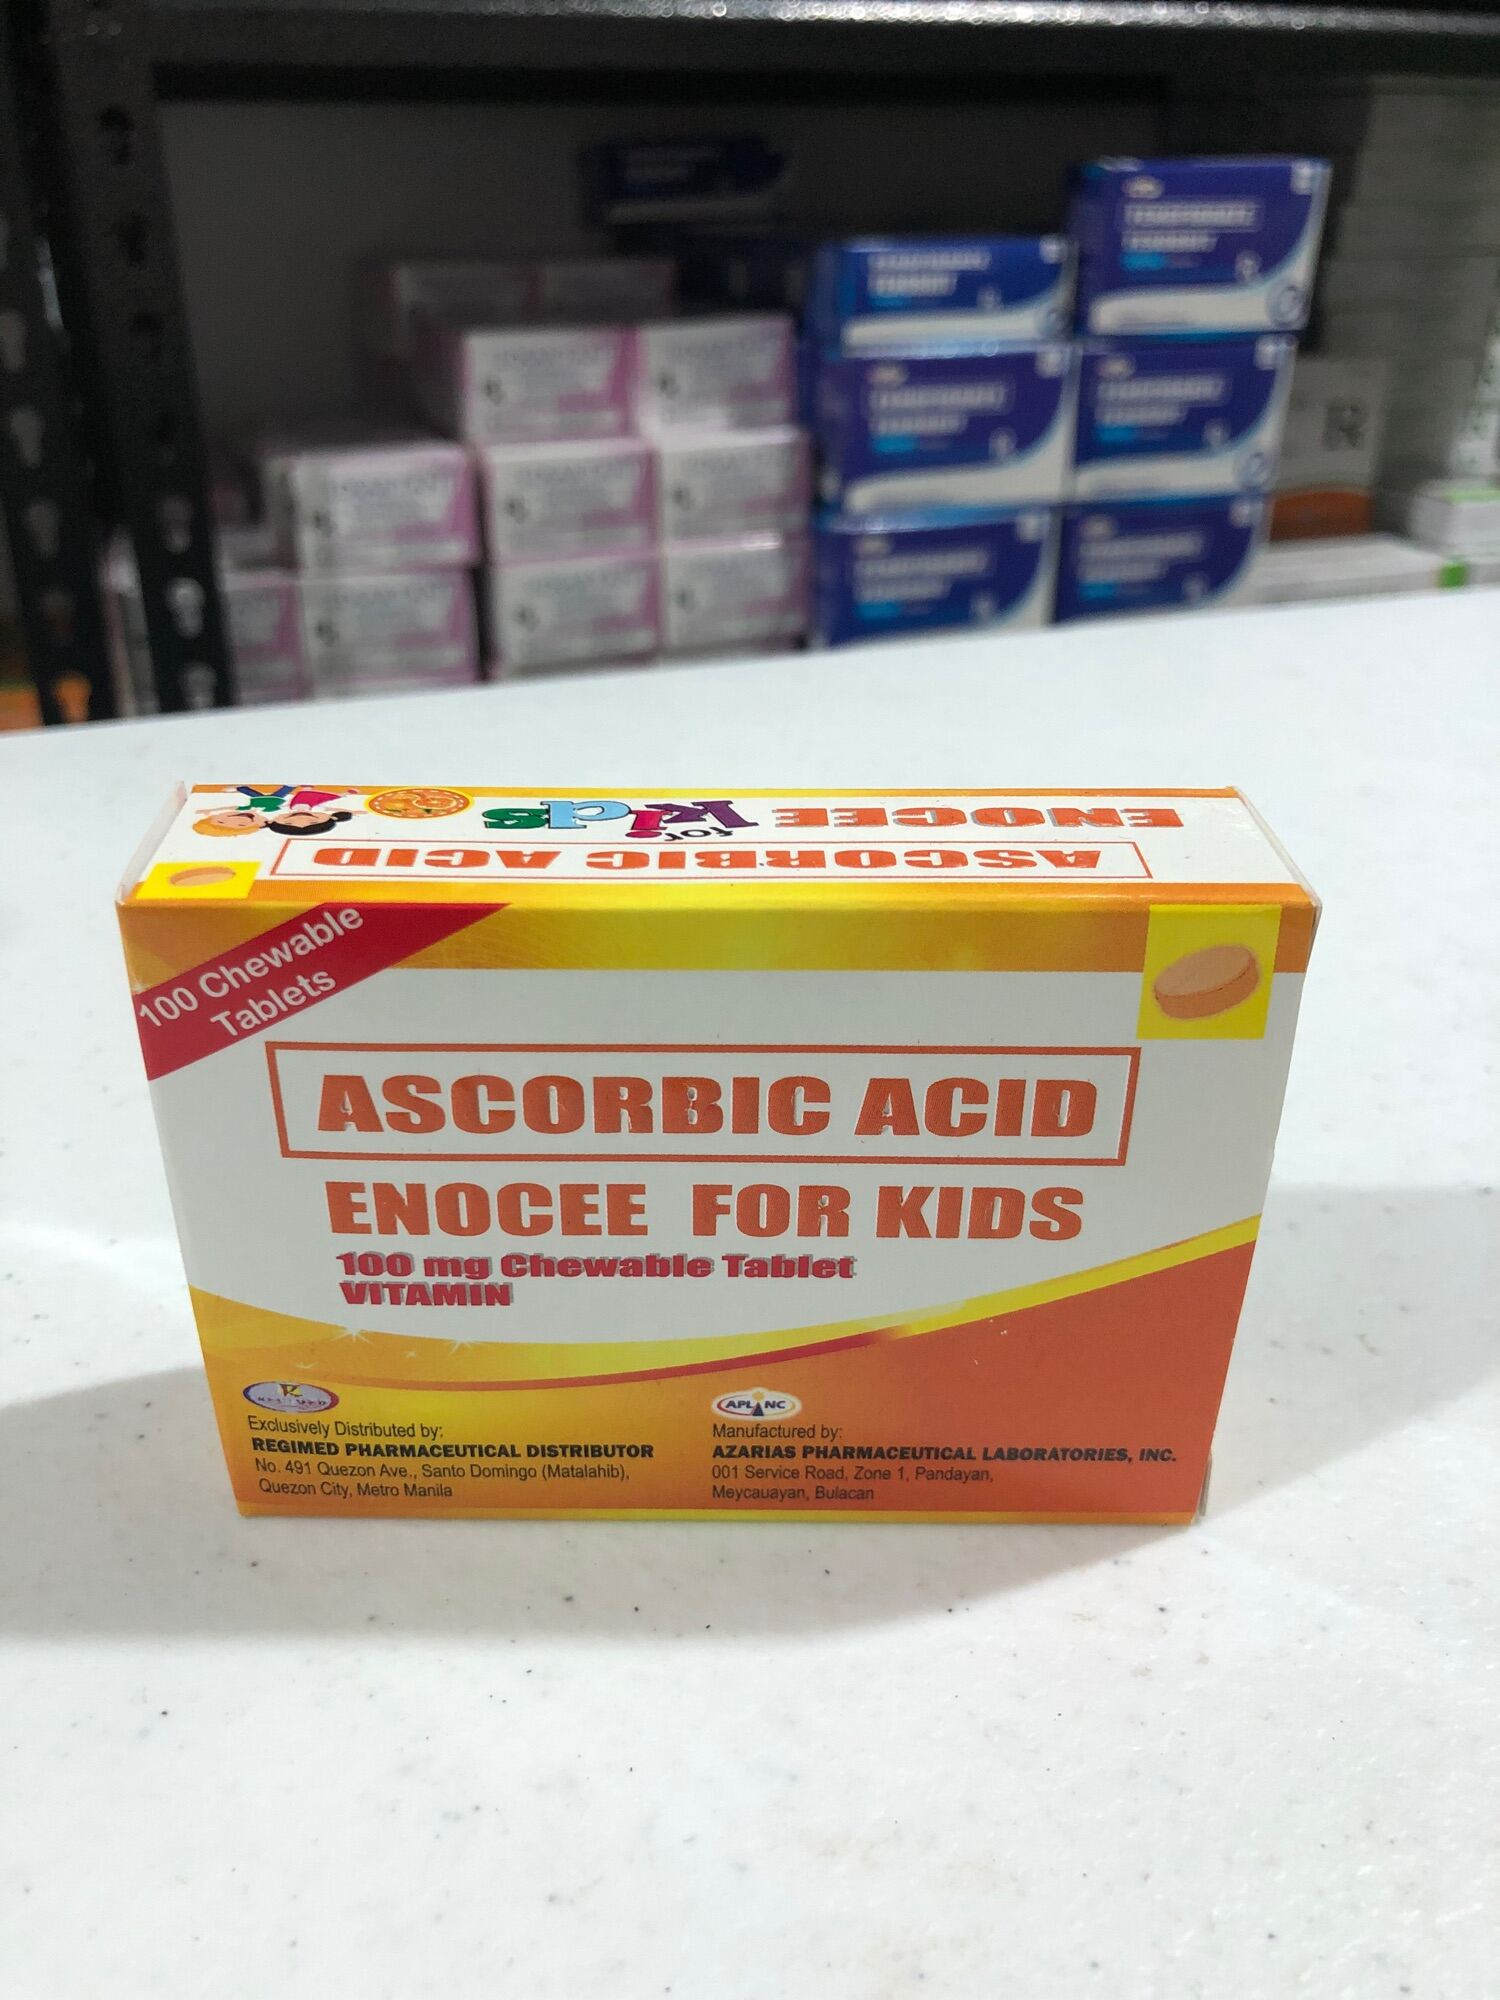 ENOCEE for kids
ASCORBIC ACID
100 Chewable
Tablets
ASCORBIC ACID
ENOCEE FOR KIDS
100 mg Chewable Tablet
VITAMIN
Exclusively Distributed by:
REGIMED PHARMACEUTICAL DISTRIBUTOR
No. 491 Quezon Ave., Santo Domingo (Matalahib),
Quezon City, Metro Manila
APL INC
Manufactured by:
AZARIAS PHARMACEUTICAL LABORATORIES, INC.
001 Service Road, Zone 1, Pandayan,
Meycauayan, Bulacan